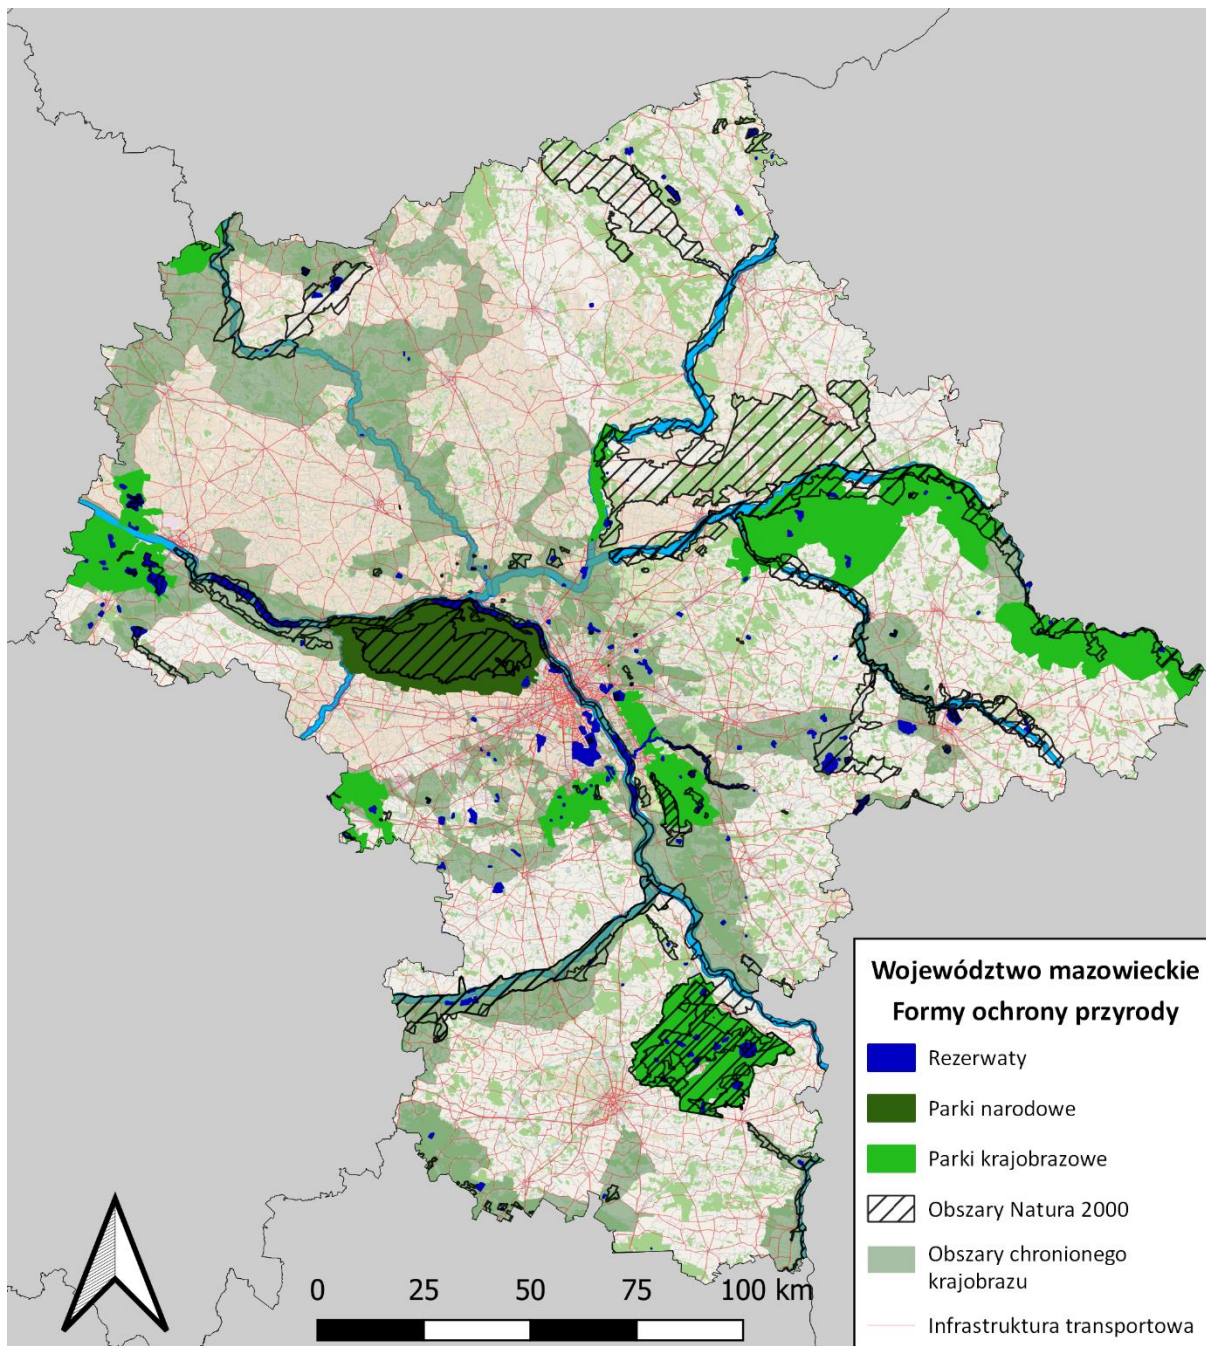 Województwo mazowieckie
Formy ochrony przyrody
Rezerwaty
Parki narodowe
Parki krajobrazowe
Obszary Natura 2000
Obszary chronionego
krajobrazu
Infrastruktura transportowa
0 25 50 75 100 km